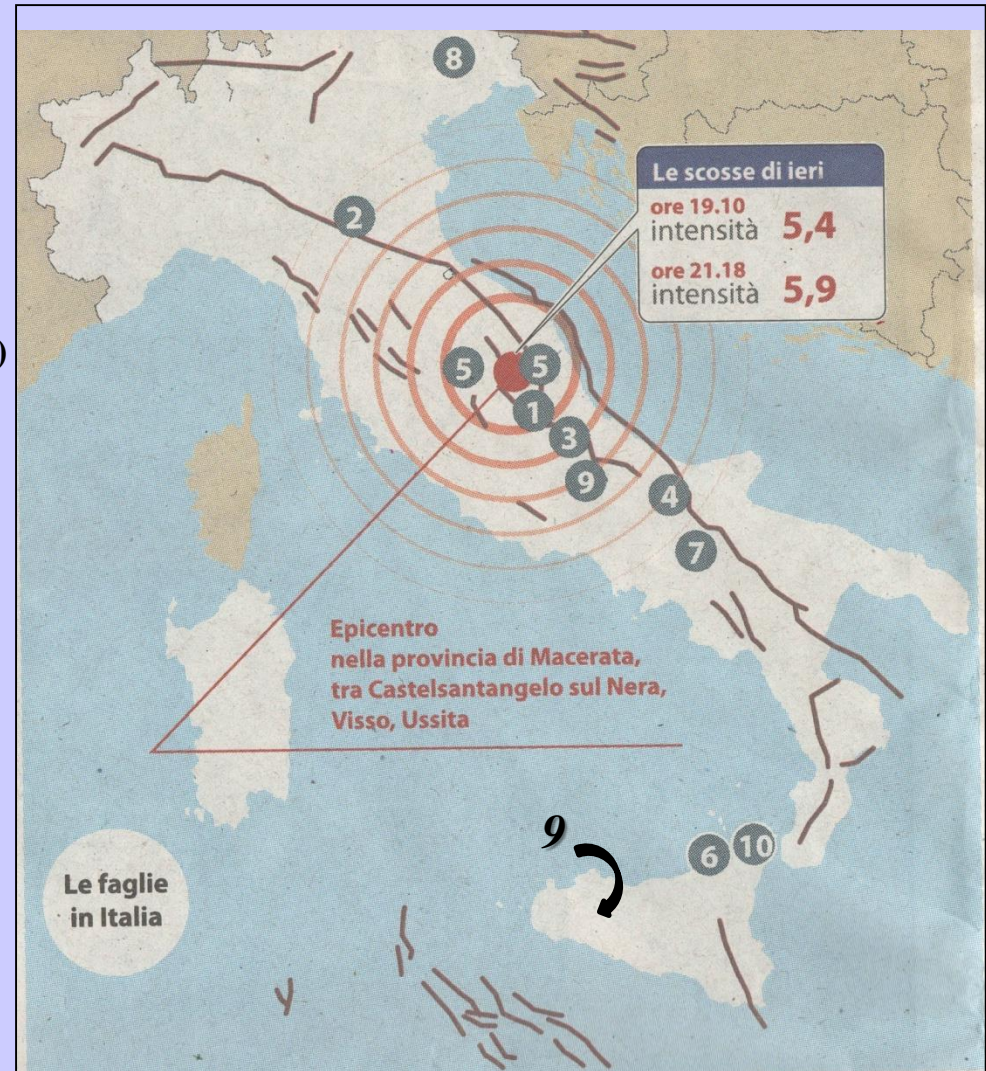 8
Le scosse di ieri
ore 19.10
intensità 5,4
ore 21.18
intensità 5,9
2
)
5
5
1
3
9
4
7
Epicentro
nella provincia di Macerata,
tra Castelsantangelo sul Nera,
Visso, Ussita
9
6
10
Le faglie
in Italia